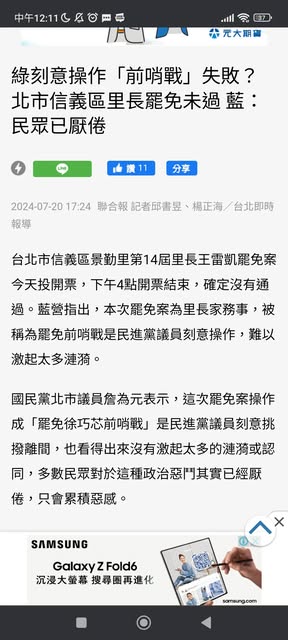 中午12:11
87
元大期貨
綠刻意操作「前哨戰」失敗？
北市信義區里長罷免未過 藍：
民眾已厭倦
LINE
讚 11
分享
2024-07-20 17:24 聯合報 記者邱書昱、楊正海／台北即時
報導
台北市信義區景勤里第14屆里長王雷凱罷免案
今天投開票，下午4點開票結束，確定沒有通
過。藍營指出，本次罷免案為里長家務事，被
稱為罷免前哨戰是民進黨議員刻意操作，難以
激起太多漣漪。
國民黨北市議員詹為元表示，這次罷免案操作
成「罷免徐巧芯前哨戰」是民進黨議員刻意挑
撥離間，也看得出來沒有激起太多的漣漪或認
同，多數民眾對於這種政治惡鬥其實已經厭
倦，只會累積惡感。
SAMSUNG
Galaxy Z Fold6
沉浸大螢幕 搜尋圈再進化
samsung.com